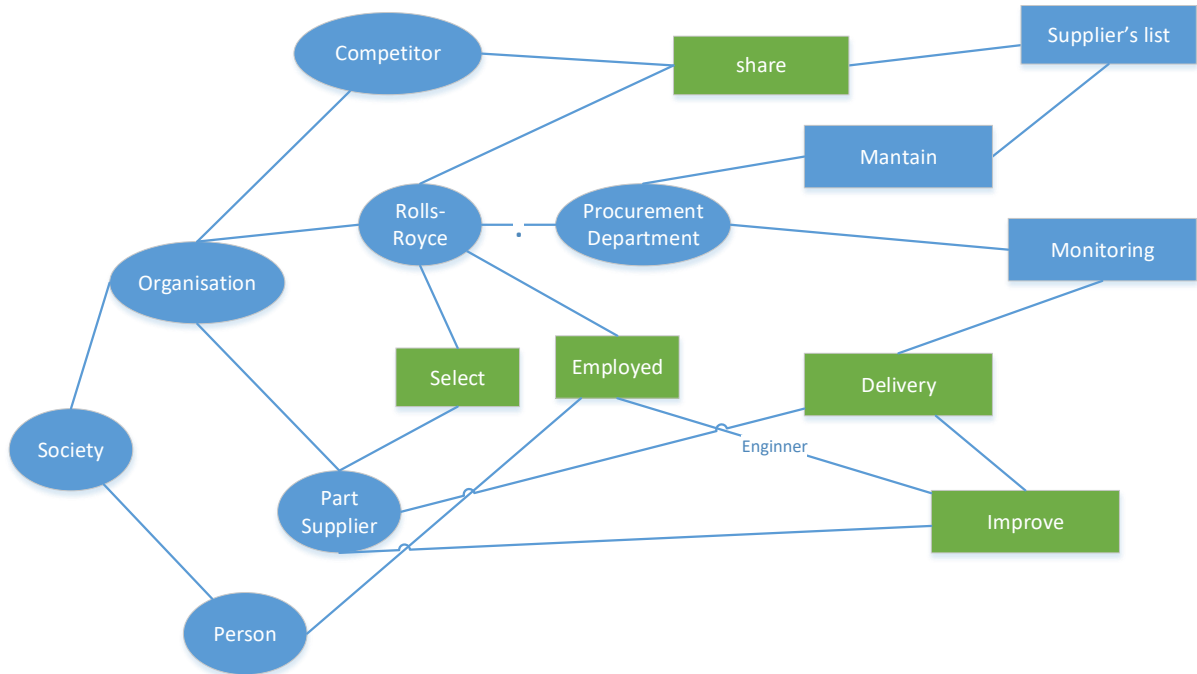 Supplier's list
Competitor
share
Mantain
Rolls-
Royce
Procurement
Department
Monitoring
Organisation
Select
Employed
Delivery
Society
Enginner
Part
Supplier
Improve
Person